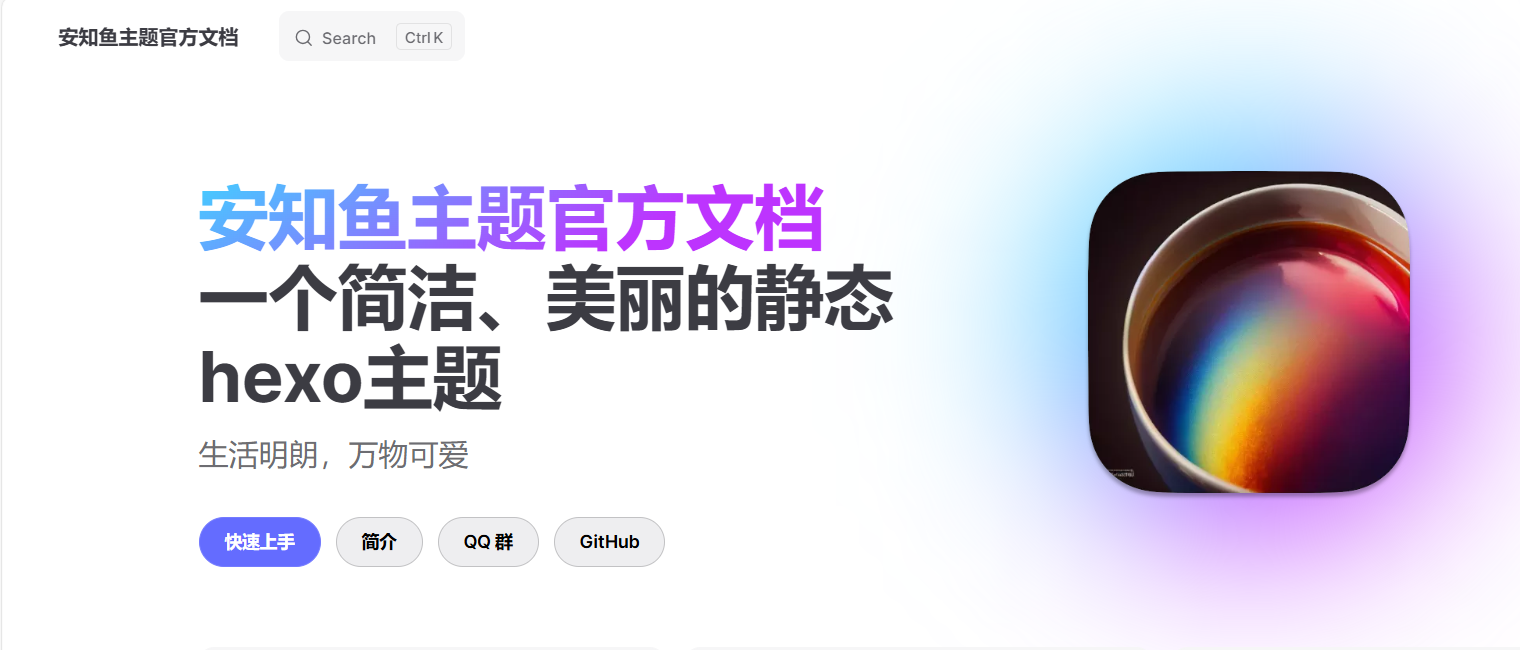 安知鱼主题官方文档
Search
Ctrl K
安知鱼主题官方文档
一个简洁、美丽的静态
hexo主题
生活明朗，万物可爱
快速上手
简介
QQ 群
GitHub